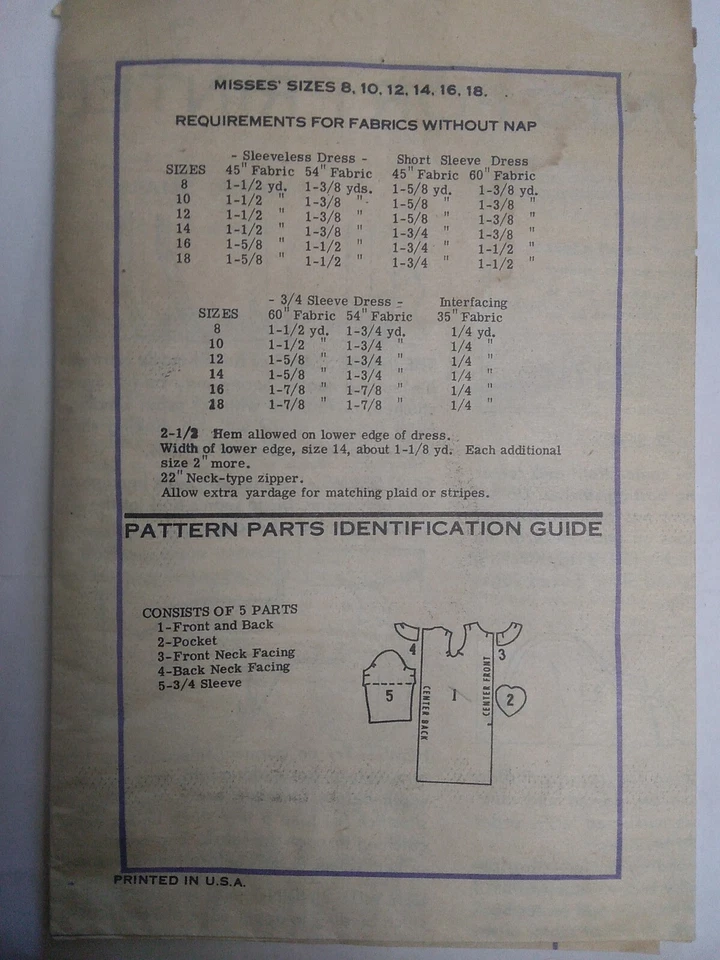 MISSES' SIZES 8, 10, 12, 14, 16, 18.
REQUIREMENTS FOR FABRICS WITHOUT NAP
- Sleeveless Dress - Short Sleeve Dress
SIZES 45" Fabric 54" Fabric 45" Fabric 60" Fabric
8 1-1/2 yd. 1-3/8 yds. 1-5/8 yd. 1-3/8 yd.
10 1-1/2 " 1-3/8 " 1-5/8 " 1-3/8 "
12 1-1/2 " 1-3/8 " 1-5/8 " 1-3/8 "
14 1-1/2 " 1-3/8 " 1-3/4 " 1-3/8 "
16 1-5/8 " 1-1/2 " 1-3/4 " 1-1/2 "
18 1-5/8 " 1-1/2 " 1-3/4 " 1-1/2 "
- 3/4 Sleeve Dress - Interfacing
SIZES 60" Fabric 54" Fabric 35" Fabric
8 1-1/2 yd. 1-3/4 yd. 1/4 yd.
10 1-1/2 " 1-3/4 " 1/4 "
12 1-5/8 " 1-3/4 " 1/4 "
14 1-5/8 " 1-3/4 " 1/4 "
16 1-7/8 " 1-7/8 " 1/4 "
18 1-7/8 " 1-7/8 " 1/4 "
2-1/2 Hem allowed on lower edge of dress.
Width of lower edge, size 14, about 1-1/8 yd. Each additional
size 2" more.
22" Neck-type zipper.
Allow extra yardage for matching plaid or stripes.
PATTERN PARTS IDENTIFICATION GUIDE
CONSISTS OF 5 PARTS
1-Front and Back
2-Pocket
3-Front Neck Facing
4-Back Neck Facing
5-3/4 Sleeve
4
3
5
CENTER BACK
1
CENTER FRONT
2
PRINTED IN U.S.A.